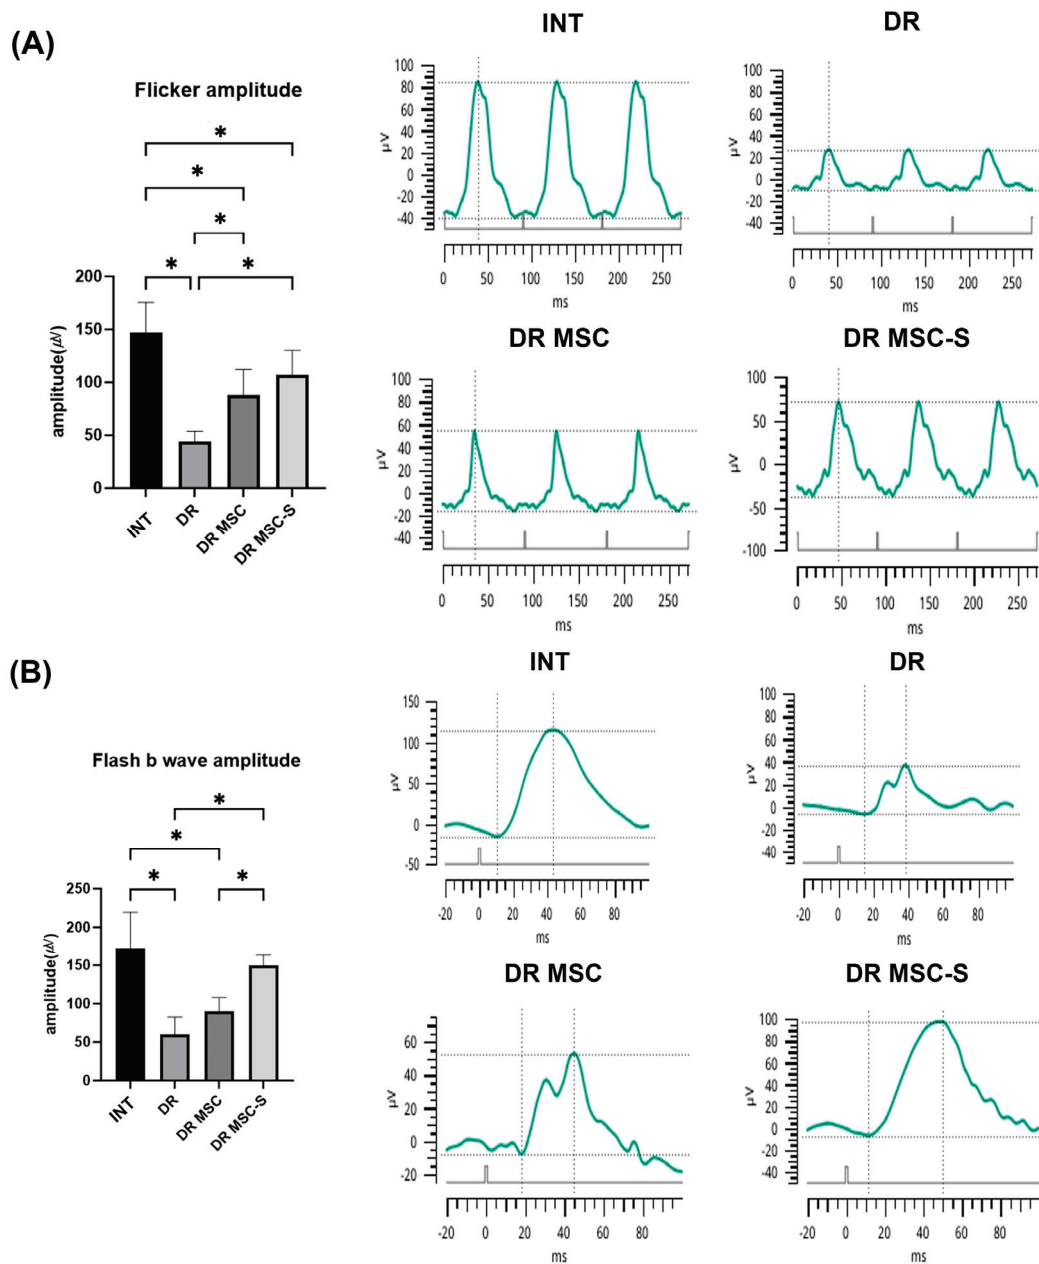 (A)
Flicker amplitude
*
*
*
* *
200
150
100
50
0
amplitude(μV)
INT DR DR MSC DR MSC-S
INT
100
80
60
40
20
0
-20
-40
μV
0 50 100 150 200 250
ms
DR
100
80
60
40
20
0
-20
-40
μV
0 50 100 150 200 250
ms
DR MSC
100
80
60
40
20
0
-20
-40
μV
0 50 100 150 200 250
ms
DR MSC-S
100
50
0
-50
-100
μV
0 50 100 150 200 250
ms
(B)
Flash b wave amplitude
*
*
* *
250
200
150
100
50
0
amplitude(μV)
INT DR DR MSC DR MSC-S
INT
150
100
50
0
-50
μV
-20 0 20 40 60 80
ms
DR
100
80
60
40
20
0
-20
-40
μV
-20 0 20 40 60 80
ms
DR MSC
60
40
20
0
-20
μV
-20 0 20 40 60 80
ms
DR MSC-S
100
80
60
40
20
0
-20
-40
μV
-20 0 20 40 60 80
ms